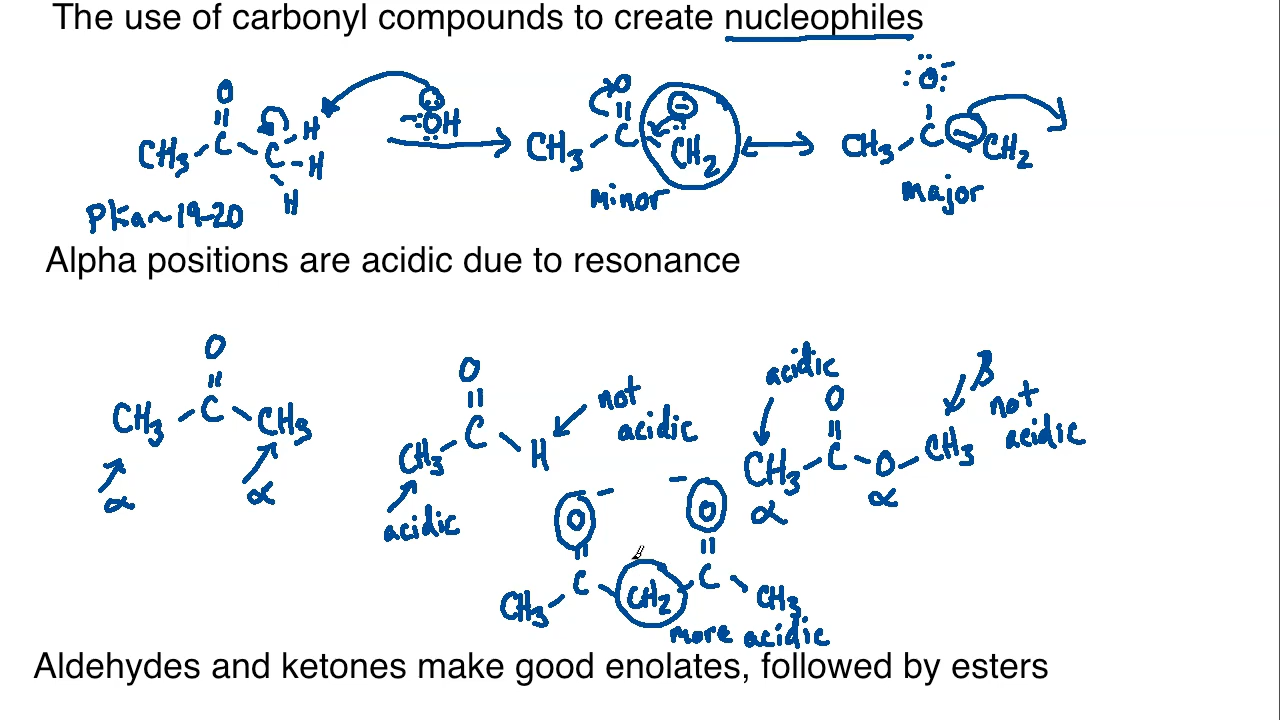 The use of carbonyl compounds to create nucleophiles
O
||
CH3 - C - C - H
- H
H
-:OH
pKa~19-20
O
||
CH3 - C - CH2
minor
:O:-
CH3 - C = CH2
major
Alpha positions are acidic due to resonance
O
||
CH3 - C - CH3
α
α
O
||
CH3 - C - H
acidic
not
acidic
acidic
O
||
CH3 - C - O - CH3
α
α
β
not
acidic
O-
-O
||
||
CH3 - C - CH2 - C - CH3
more acidic
Aldehydes and ketones make good enolates, followed by esters